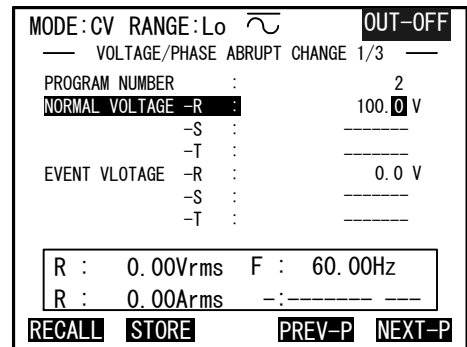 MODE:CV RANGE:Lo OUT-OFF
VOLTAGE/PHASE ABRUPT CHANGE 1/3
PROGRAM NUMBER : 2
NORMAL VOLTAGE -R : 100.0 V
-S : -------
-T : -------
EVENT VLOTAGE -R : 0.0 V
-S : -------
-T : -------
R : 0.00Vrms F : 60.00Hz
R : 0.00Arms -:------- ---
RECALL STORE PREV-P NEXT-P